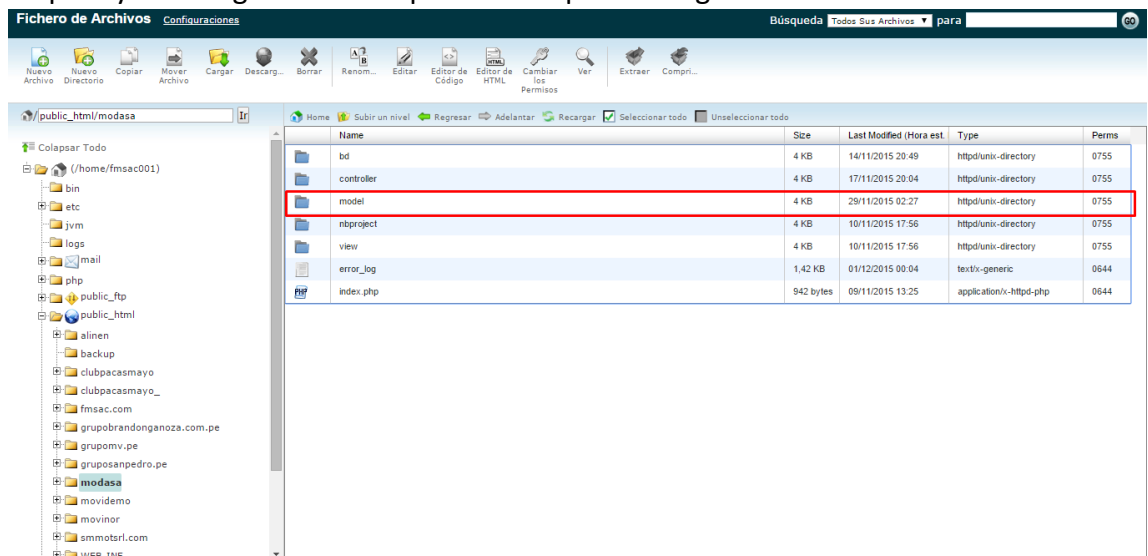 Fichero de Archivos Configuraciones
Búsqueda Todos Sus Archivos ▼ para GO
Nuevo Archivo
Nuevo Directorio
Copiar
Mover Archivo
Cargar
Descarg...
Borrar
Renom...
Editar
Editor de Código
Editor de HTML
Cambiar los Permisos
Ver
Extraer
Compri...
/public_html/modasa Ir
Home Subir un nivel Regresar Adelantar Recargar Seleccionar todo Unseleccionar todo
Colapsar Todo
(/home/fmsac001)
bin
etc
jvm
logs
mail
php
public_ftp
public_html
alinen
backup
clubpacasmayo
clubpacasmayo_
fmsac.com
grupobrandonganoza.com.pe
grupomv.pe
gruposanpedro.pe
modasa
movidemo
movinor
smmotsrl.com
Name Size Last Modified (Hora est. Type Perms
bd 4 KB 14/11/2015 20:49 httpd/unix-directory 0755
controller 4 KB 17/11/2015 20:04 httpd/unix-directory 0755
model 4 KB 29/11/2015 02:27 httpd/unix-directory 0755
nbproject 4 KB 10/11/2015 17:56 httpd/unix-directory 0755
view 4 KB 10/11/2015 17:56 httpd/unix-directory 0755
error_log 1,42 KB 01/12/2015 00:04 text/x-generic 0644
index.php 942 bytes 09/11/2015 13:25 application/x-httpd-php 0644